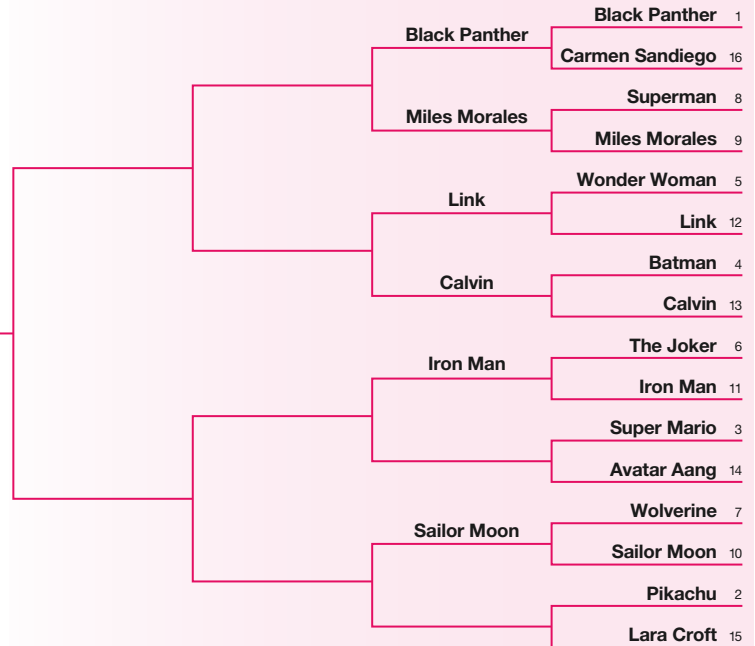 Black Panther 1
Black Panther
Carmen Sandiego 16
Superman 8
Miles Morales
Miles Morales 9
Wonder Woman 5
Link
Link 12
Batman 4
Calvin
Calvin 13
The Joker 6
Iron Man
Iron Man 11
Super Mario 3
Avatar Aang 14
Wolverine 7
Sailor Moon
Sailor Moon 10
Pikachu 2
Lara Croft 15